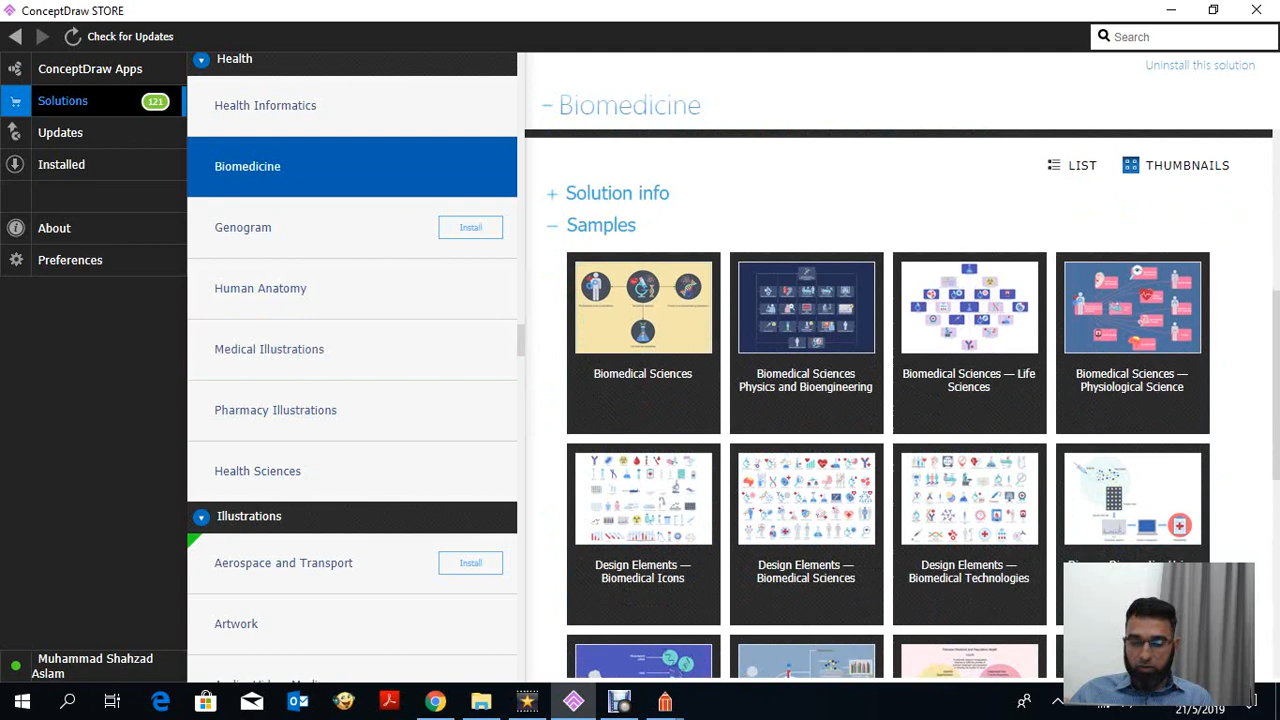 ConceptDraw STORE
Check for Updates
Search
ConceptDraw Apps
Solutions
121
Updates
Installed
About
Preferences
Muhammad Shahzad
Aslam
Health
Health Informatics
Biomedicine
Genogram
Install
Human Anatomy
Medical Illustrations
Pharmacy Illustrations
Health Sciences
Illustrations
Aerospace and Transport
Install
Artwork
Uninstall this solution
Biomedicine
LIST
THUMBNAILS
Solution info
Samples
Biomedical Sciences
Biomedical Sciences
Physics and Bioengineering
Biomedical Sciences — Life
Sciences
Biomedical Sciences —
Physiological Science
Design Elements —
Biomedical Icons
Design Elements —
Biomedical Sciences
Design Elements —
Biomedical Technologies
21/5/2019